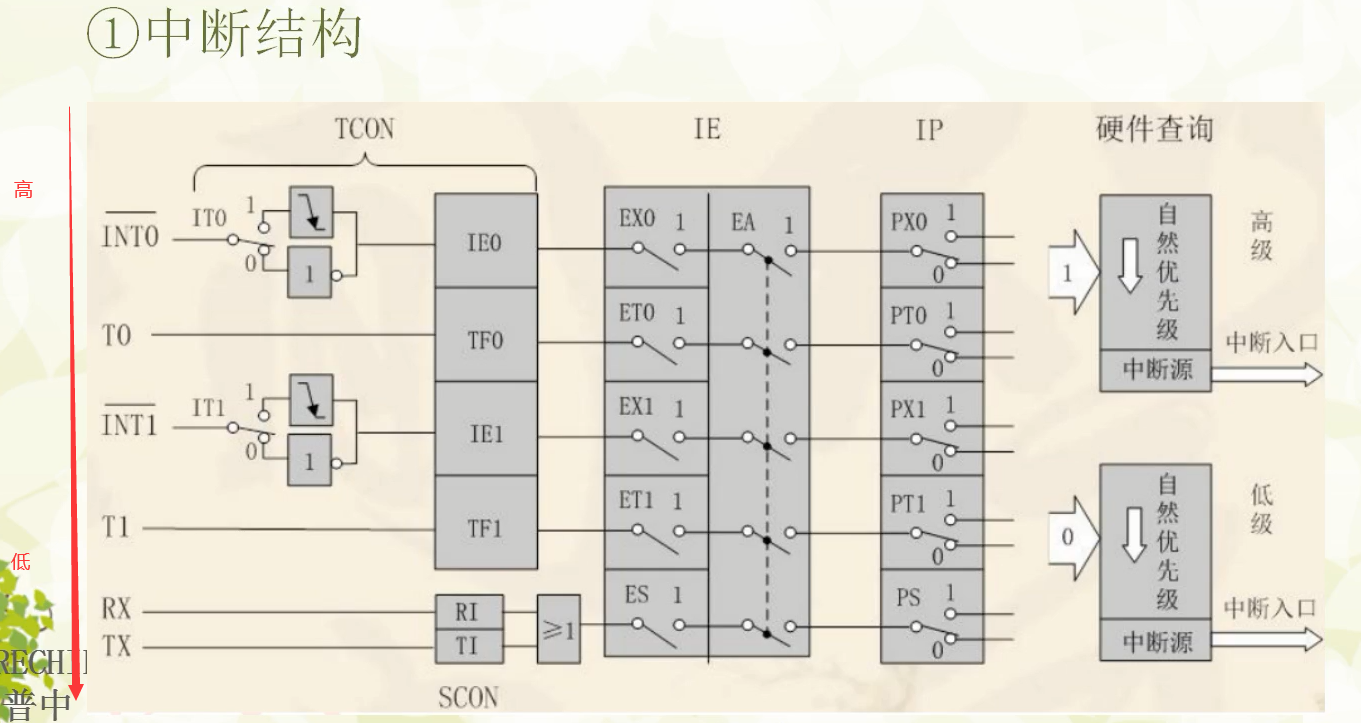 ①中断结构
TCON
IE
IP
硬件查询
高
INT0
IT0
1
0
1
IE0
EX0
1
EA
1
PX0
1
0
1
自然优先级
高级
T0
TF0
ET0
1
PT0
1
0
中断源
中断入口
INT1
IT1
1
0
1
IE1
EX1
1
PX1
1
0
T1
TF1
ET1
1
PT1
1
0
0
自然优先级
低级
低
RX
TX
RI
TI
≥1
ES
1
PS
1
0
中断源
中断入口
SCON
RECHI
普中